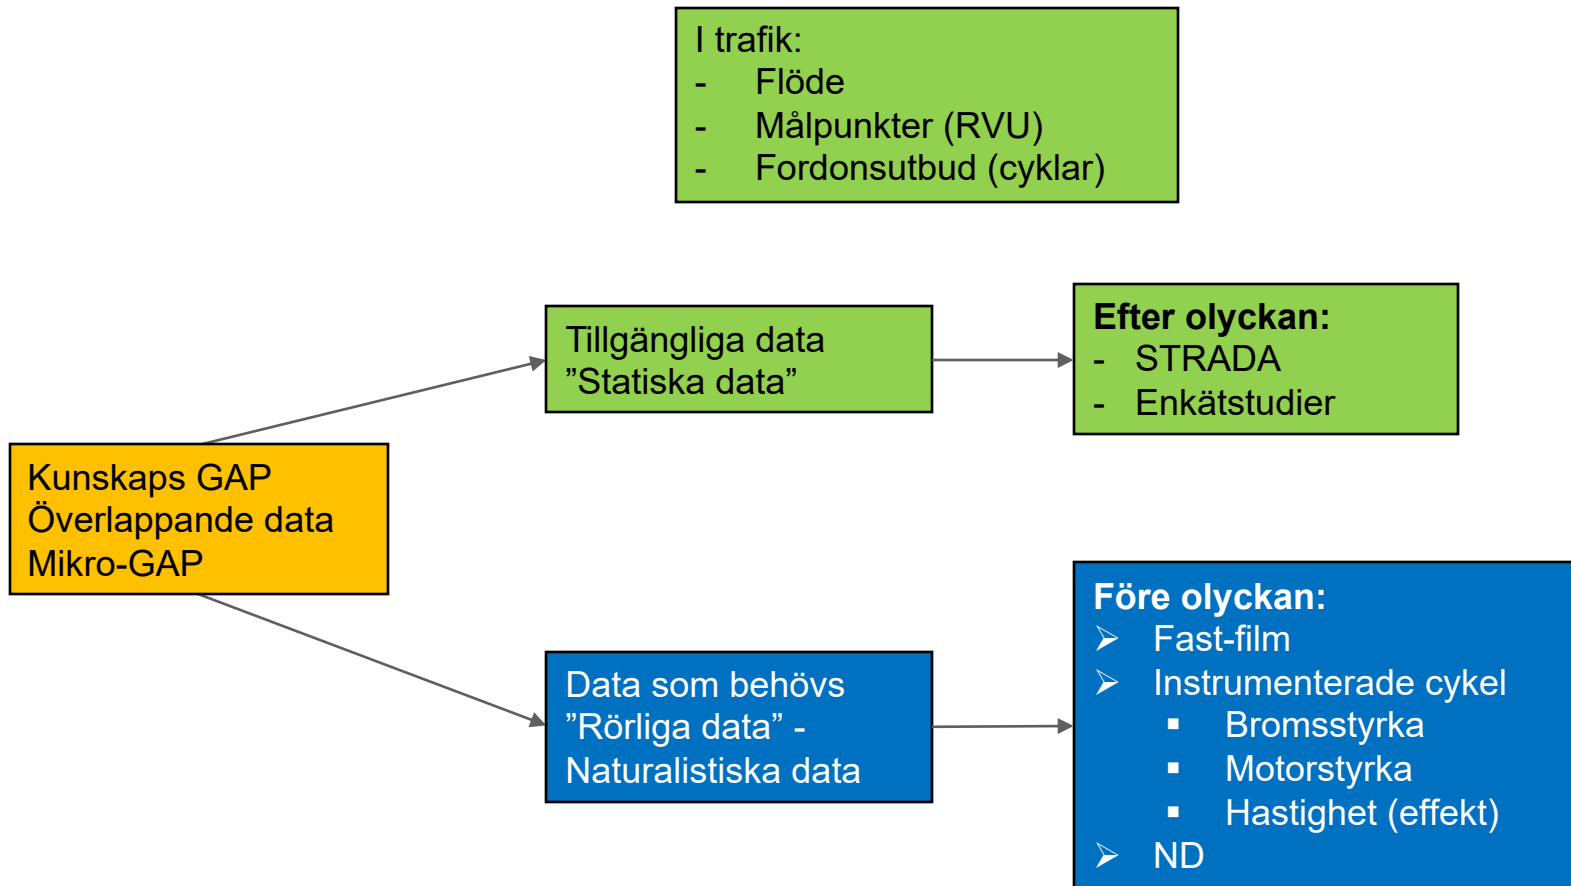 I trafik:
- Flöde
- Målpunkter (RVU)
- Fordonsutbud (cyklar)
Tillgängliga data
”Statiska data”
Efter olyckan:
- STRADA
- Enkätstudier
Kunskaps GAP
Överlappande data
Mikro-GAP
Data som behövs
”Rörliga data” -
Naturalistiska data
Före olyckan:
➢ Fast-film
➢ Instrumenterade cykel
▪ Bromsstyrka
▪ Motorstyrka
▪ Hastighet (effekt)
➢ ND